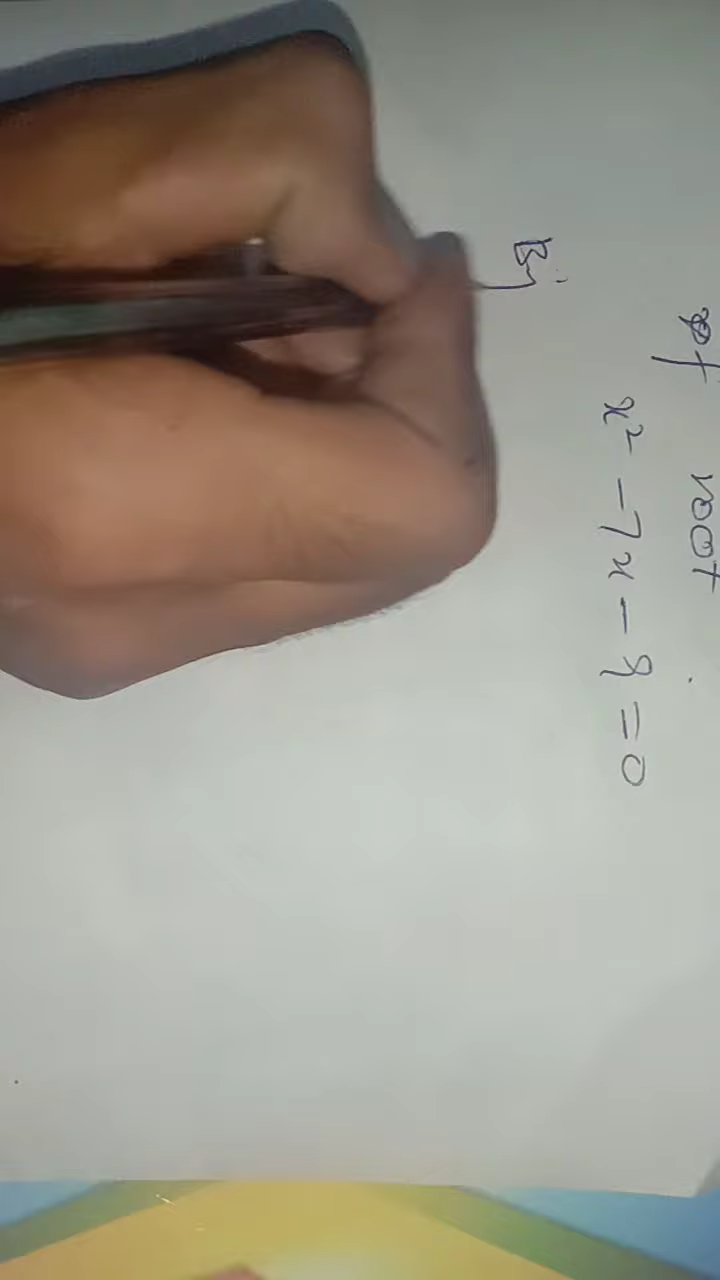 of root
x² - 7x - 8 = 0
By